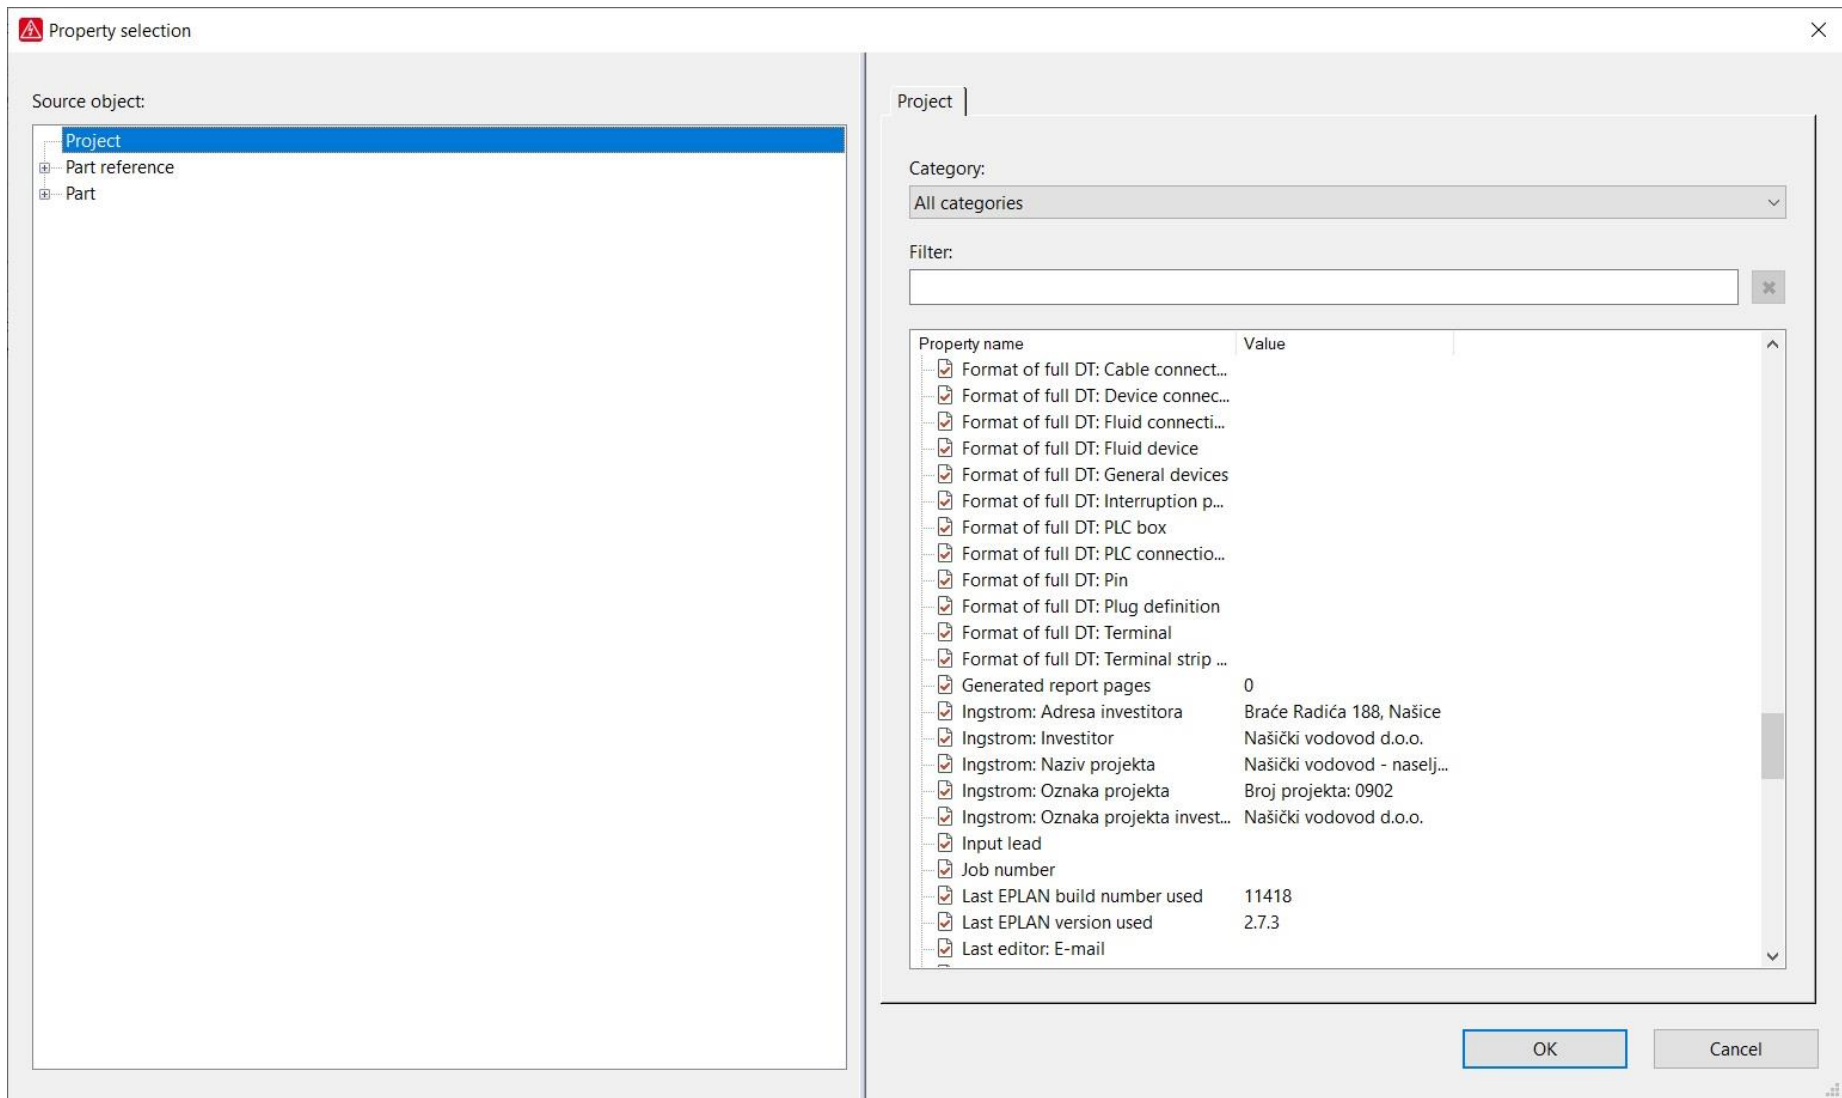 Property selection
Source object:
Project
Part reference
Part
Project
Category:
All categories
Filter:
Property name Value
Format of full DT: Cable connect...
Format of full DT: Device connec...
Format of full DT: Fluid connecti...
Format of full DT: Fluid device
Format of full DT: General devices
Format of full DT: Interruption p...
Format of full DT: PLC box
Format of full DT: PLC connectio...
Format of full DT: Pin
Format of full DT: Plug definition
Format of full DT: Terminal
Format of full DT: Terminal strip ...
Generated report pages 0
Ingstrom: Adresa investitora Braće Radića 188, Našice
Ingstrom: Investitor Našički vodovod d.o.o.
Ingstrom: Naziv projekta Našički vodovod - naselj...
Ingstrom: Oznaka projekta Broj projekta: 0902
Ingstrom: Oznaka projekta invest... Našički vodovod d.o.o.
Input lead
Job number
Last EPLAN build number used 11418
Last EPLAN version used 2.7.3
Last editor: E-mail
OK Cancel